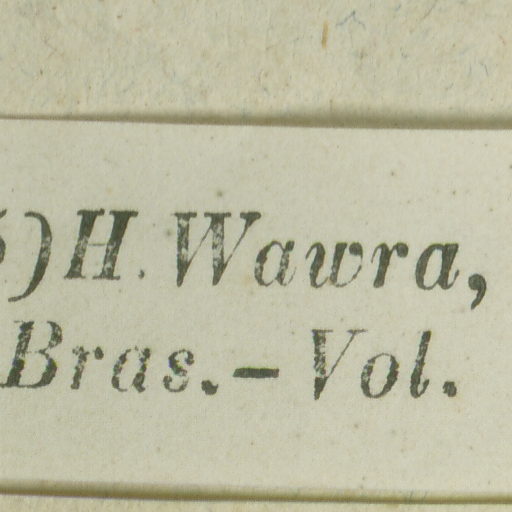 ) H. Wawra,
Bras. – Vol.